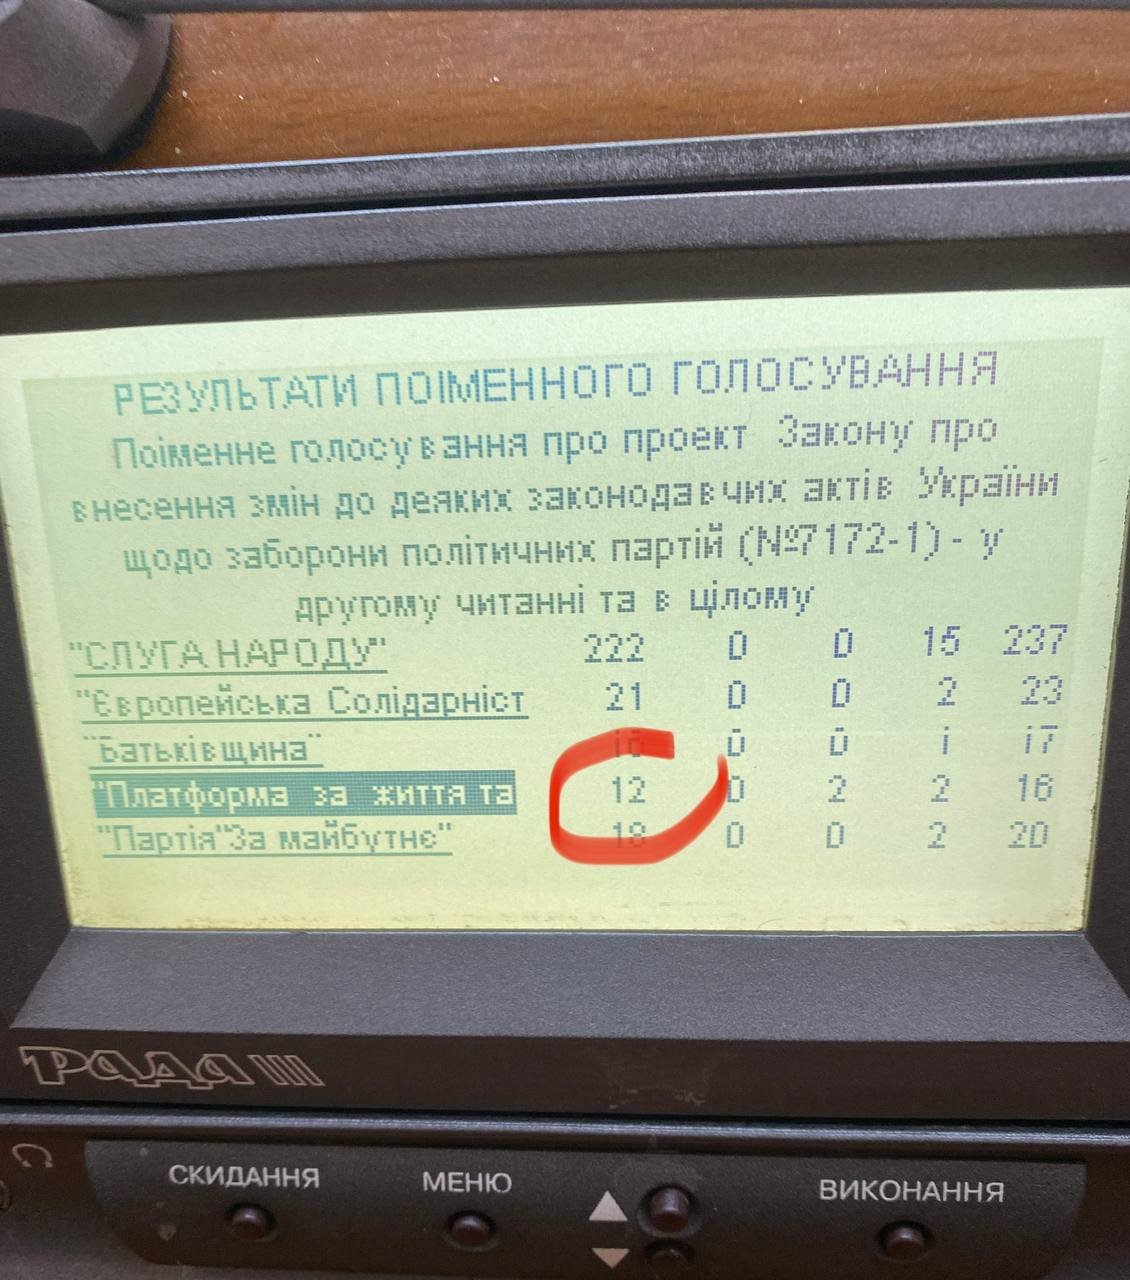 РЕЗУЛЬТАТИ ПОІМЕННОГО ГОЛОСУВАННЯ
Поіменне голосування про проект Закону про
внесення змін до деяких законодавчих актів України
щодо заборони політичних партій (№7172-1) - у
другому читанні та в цілому
"СЛУГА НАРОДУ" 222 0 0 15 237
"Європейська Солідарніст 21 0 0 2 23
"Батьківщина" 16 0 0 1 17
"Платформа за життя та 12 0 2 2 16
"Партія"За майбутнє" 18 0 0 2 20
Рада III
СКИДАННЯ МЕНЮ ВИКОНАННЯ